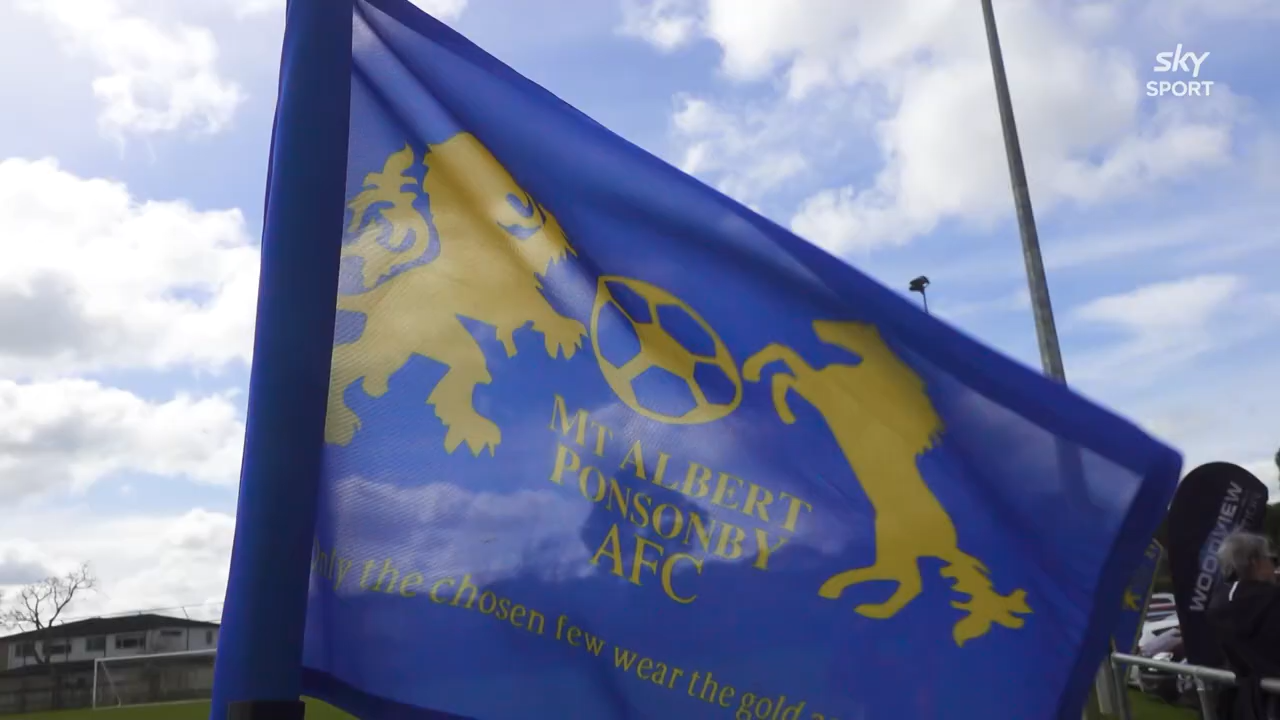 sky
SPORT
MT ALBERT
PONSONBY
AFC
Only the chosen few wear the gold
WOODVIEW